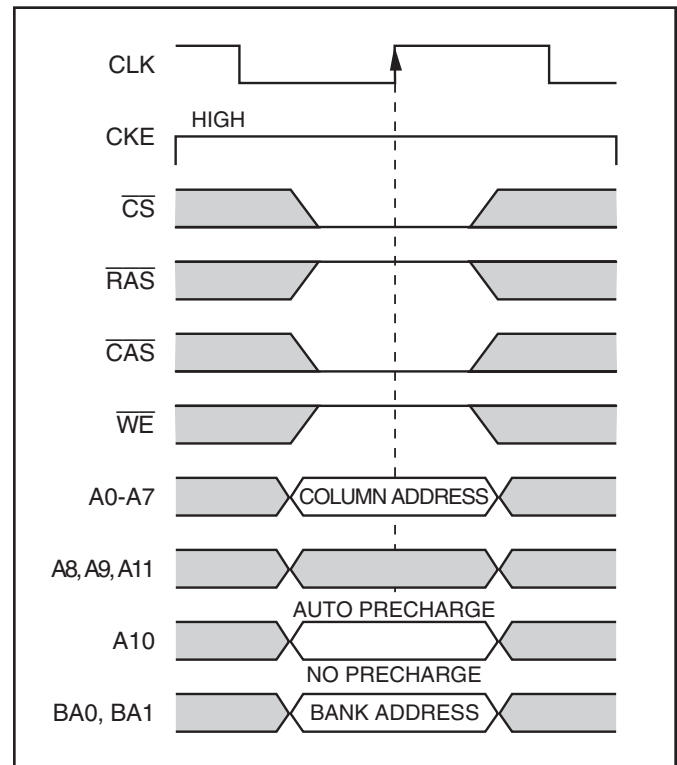 CLK
HIGH
CKE
CS
RAS
CAS
WE
A0-A7 COLUMN ADDRESS
A8, A9, A11
AUTO PRECHARGE
A10
NO PRECHARGE
BA0, BA1 BANK ADDRESS